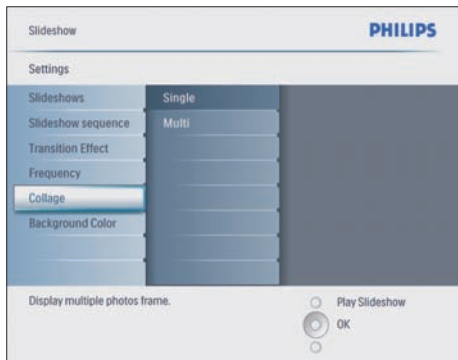 Slideshow
PHILIPS
Settings
Slideshows
Single
Slideshow sequence
Multi
Transition Effect
Frequency
Collage
Background Color
Display multiple photos frame.
Play Slideshow
OK